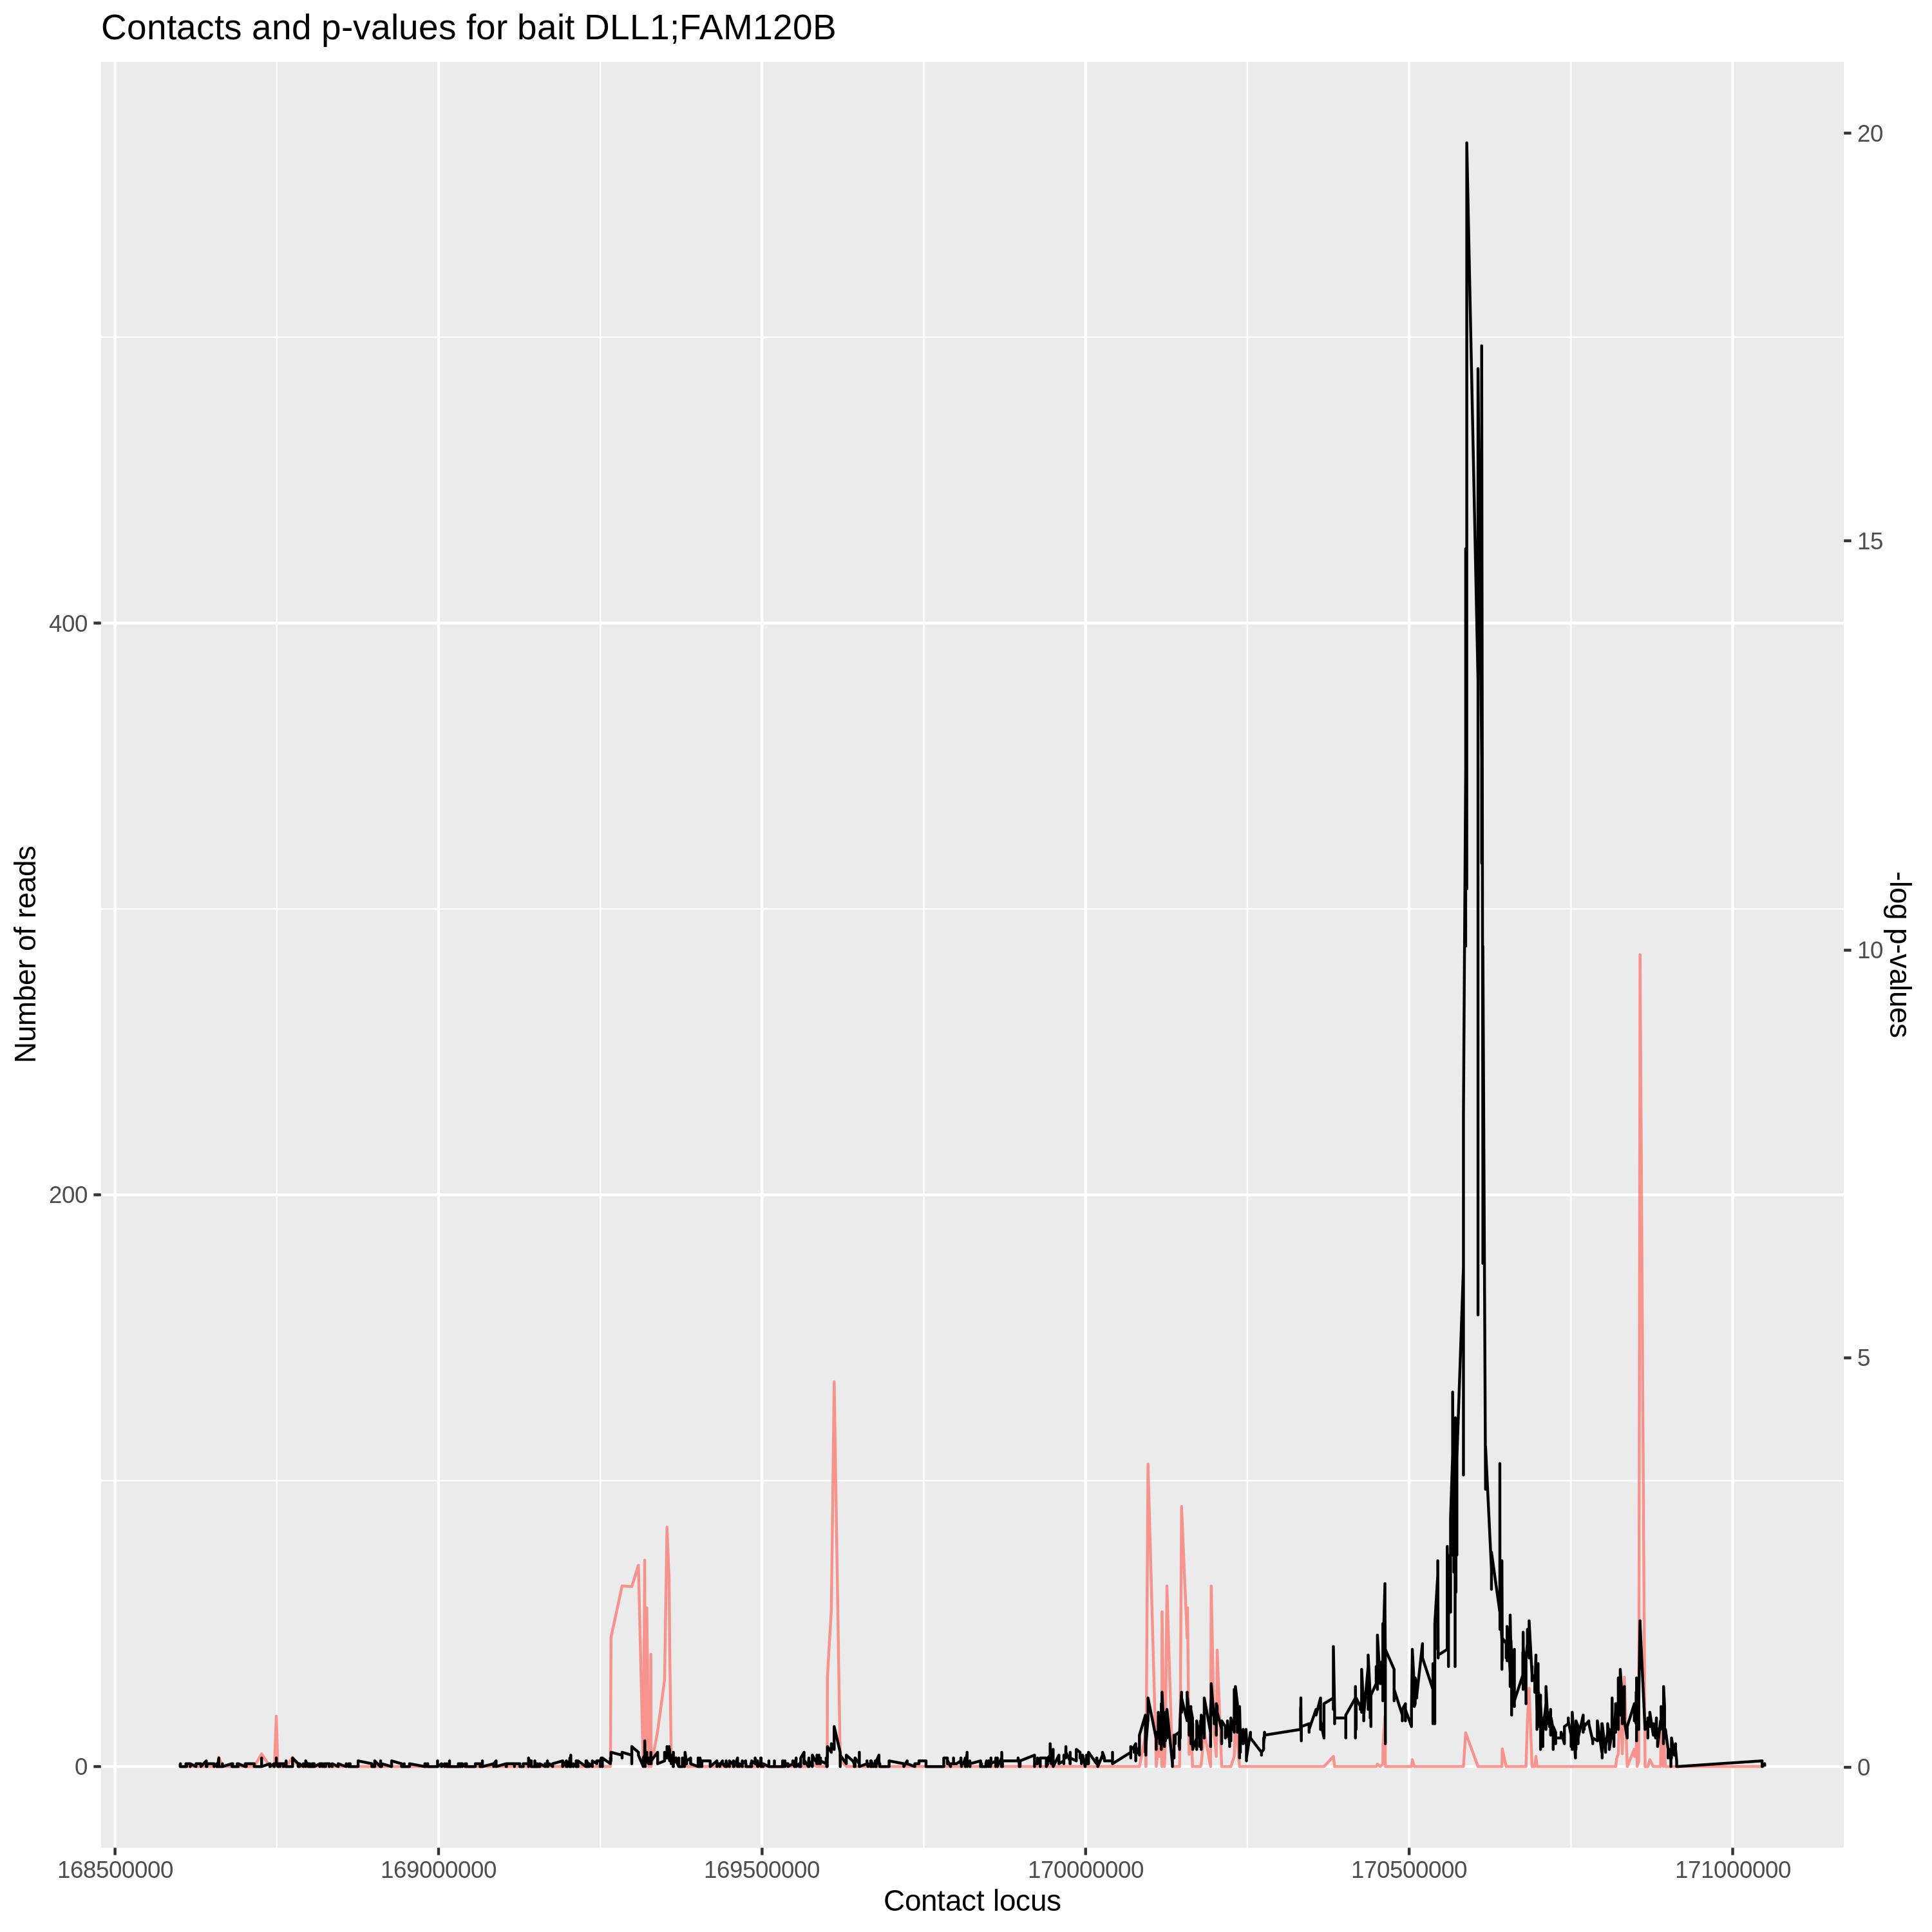 Contacts and p-values for bait DLL1;FAM120B
Number of reads
400
200
0
20
15
10
5
0
-log p-values
168500000 169000000 169500000 170000000 170500000 171000000
Contact locus